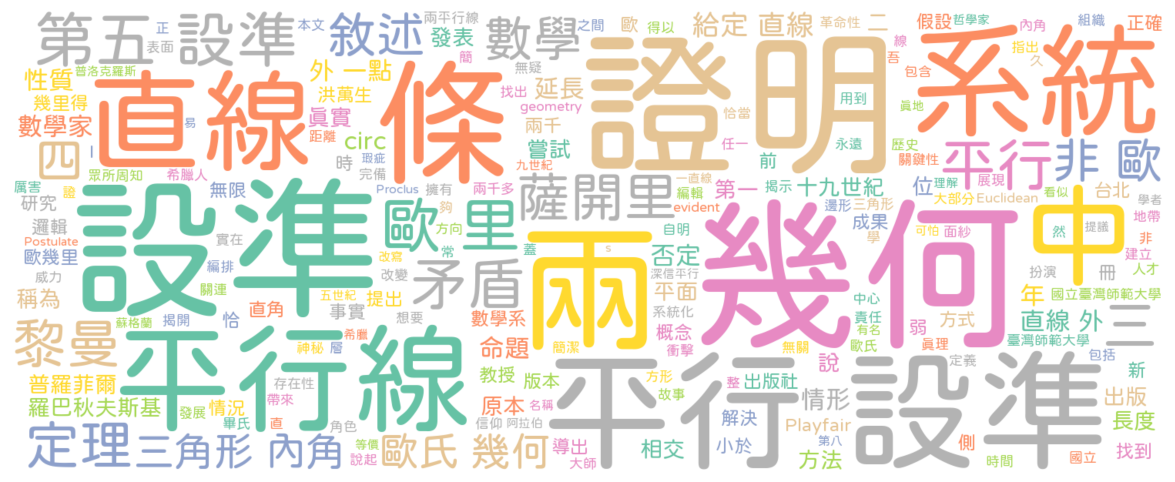 第五 設準
表面
正
本文
敘述
兩平行線
發表
數學
之間
歐
得以
給定 直線
革命性
二
假設
哲學家
內角
組織
正確
性質
普洛克羅斯
外 一點
簡
無疑
延長
證明
線
吾
系統
指出
久
幾里得
直線
條
洪萬生
找出
geometry
恰當
用到
包含
數學家
易
距離
眞實
circ
兩千
嘗試
任一
前
永遠
眞地
歷史
關鍵性
平行
非 歐
四
I
眾所周知
希臘人
時
瑕疵
完備
九世紀
一直線
厲害
研究
無限
Proclus
擁有
兩千多
薩開里
編輯
第一
揭示
十九世紀
位
理解
展現
看似
學者
邏輯
設準
歐 里
方向
夠
evident
邊形
三角形
大部分
Euclidean
台北
中
地帶
Postulate
實在
自明
成果
學
可怕
面紗
然
提議
非
歐幾里
編排
改寫
常
蓋
兩
s
否定
幾何
建立
人才
威力
關連
改變
矛盾
深信平行
平面
扮演
冊
稱為
五世紀
提出
事實
系統化
年
國立臺灣師範大學
蘇格蘭
揭開
恰
直角
想要
數學系
概念
中心
責任
弱
方式
直線 外
三
黎曼
平行線
神秘
層
希臘
命題
簡潔
衝擊
無關
有名
歐氏
眞理
臺灣師範大學
普羅菲爾
存在性
教授
版本
方形
整
出版社
說
定義
包括
新
羅巴秋夫斯基
情況
帶來
原本
平行
設準
故事
情形
出版
發展
畢氏
直
角色
信仰
阿拉伯
名稱
Playfair
解決
長度
定理
三角形 內角
等價
說起
歐氏 幾何
導出
大師
相交
小於
第八
方法
側
時間
國立
找到